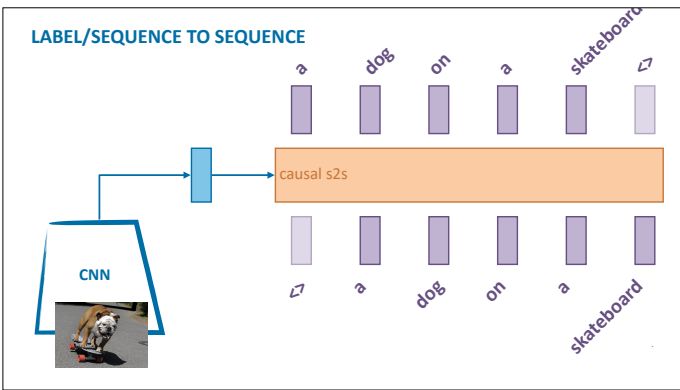 LABEL/SEQUENCE TO SEQUENCE
a
dog
on
a
skateboard
<>
causal s2s
CNN
<>
a
dog
on
a
skateboard